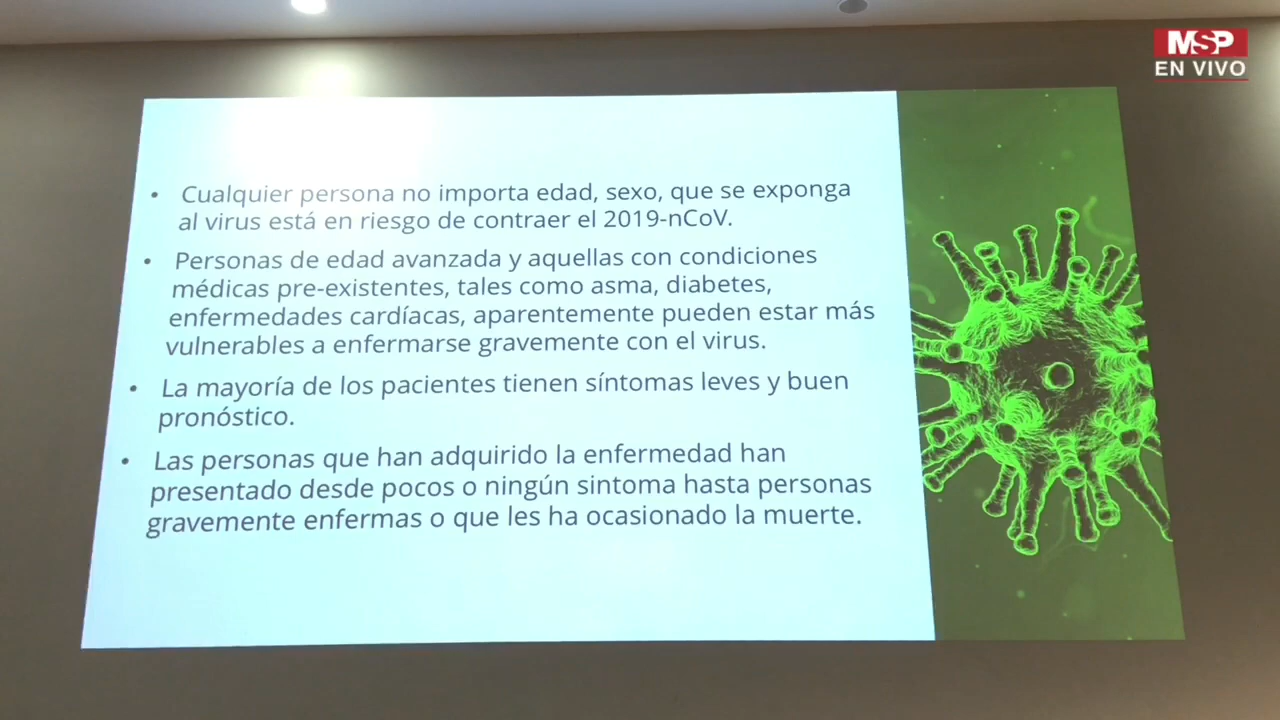 MSP
EN VIVO
• Cualquier persona no importa edad, sexo, que se exponga
al virus está en riesgo de contraer el 2019-nCoV.
• Personas de edad avanzada y aquellas con condiciones
médicas pre-existentes, tales como asma, diabetes,
enfermedades cardíacas, aparentemente pueden estar más
vulnerables a enfermarse gravemente con el virus.
• La mayoría de los pacientes tienen síntomas leves y buen
pronóstico.
• Las personas que han adquirido la enfermedad han
presentado desde pocos o ningún sintoma hasta personas
gravemente enfermas o que les ha ocasionado la muerte.